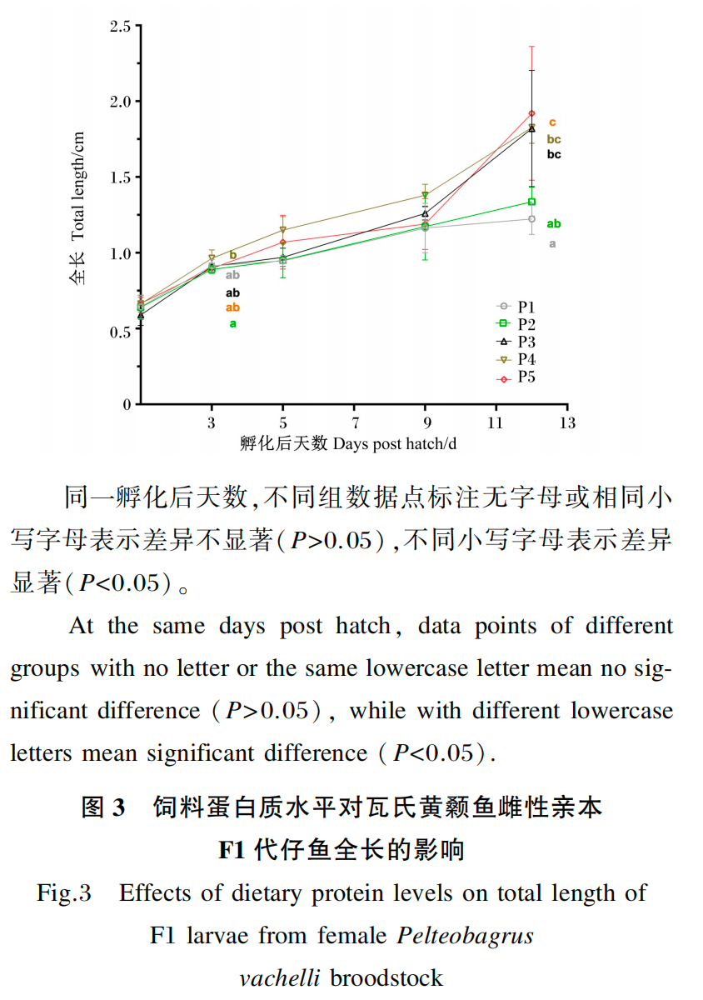 2.5
2.0
1.5
1.0
0.5
0
全长 Total length/cm
c
bc
bc
ab
a
b
ab
ab
ab
a
P1
P2
P3
P4
P5
3 5 7 9 11 13
孵化后天数 Days post hatch/d
同一孵化后天数,不同组数据点标注无字母或相同小
写字母表示差异不显著(P>0.05),不同小写字母表示差异
显著(P<0.05)。
At the same days post hatch, data points of different
groups with no letter or the same lowercase letter mean no sig-
nificant difference (P>0.05), while with different lowercase
letters mean significant difference (P<0.05).
图 3 饲料蛋白质水平对瓦氏黄颡鱼雌性亲本
F1 代仔鱼全长的影响
Fig.3 Effects of dietary protein levels on total length of
F1 larvae from female Pelteobagrus
vachelli broodstock